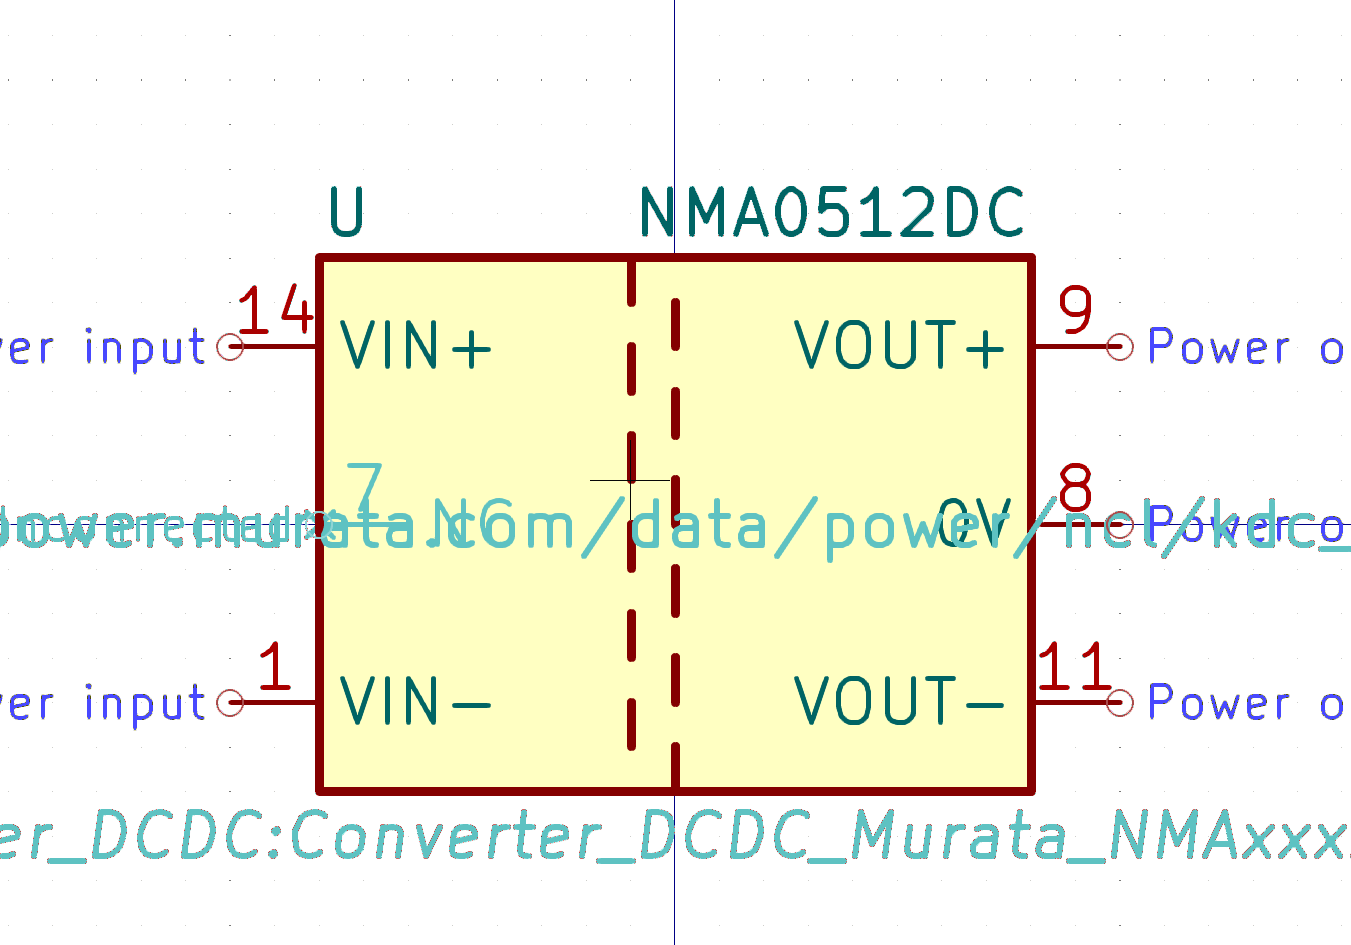 U
NMA0512DC
14
9
ver input
VIN+
VOUT+
Power o
7
8
power.murata.com/data/power/ncl/kdc_
0V
Power o
1
11
ver input
VIN-
VOUT-
Power o
er_DCDC:Converter_DCDC_Murata_NMAxxx